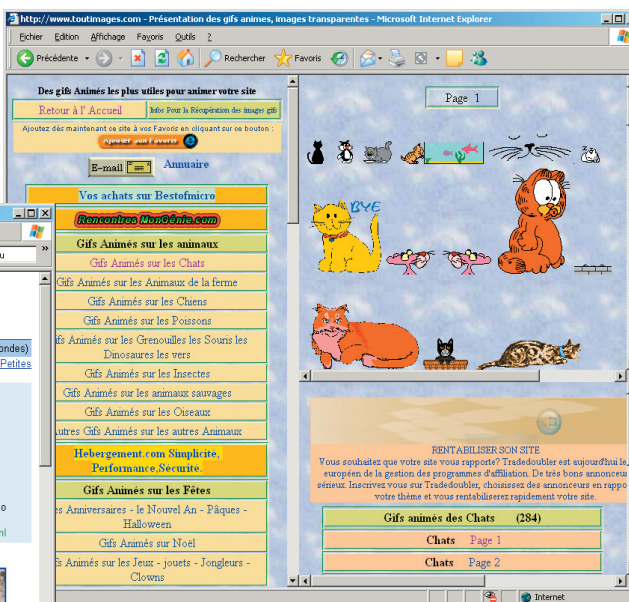 http://www.toutimages.com - Présentation des gifs animes, images transparentes - Microsoft Internet Explorer
Fichier Edition Affichage Favoris Outils ?
Précédente Rechercher Favoris
Des gifs Animés les plus utiles pour animer votre site
Retour à l' Accueil Infos Pour la Récupération des images gifs
Ajoutez dès maintenant ce site à vos Favoris en cliquant sur ce bouton :
Ajouter aux Favoris
E-mail Annuaire
Vos achats sur Bestofmicro
Rencontres MonGénie.com
Gifs Animés sur les animaux
Gifs Animés sur les Chats
Gifs Animés sur les Animaux de la ferme
Gifs Animés sur les Chiens
Gifs Animés sur les Poissons
ifs Animés sur les Grenouilles les Souris les
Dinosaures les vers
Gifs Animés sur les Insectes
Gifs Animés sur les animaux sauvages
Gifs Animés sur les Oiseaux
utres Gifs Animés sur les autres Animaux
Hebergement.com Simplicité,
Performance,Sécurité.
Gifs Animés sur les Fêtes
es Anniversaires - le Nouvel An - Pâques -
Halloween
Gifs Animés sur Noël
fs Animés sur les Jeux - jouets - Jongleurs -
Clowns
ondes)
Petites
Page 1
BYE
RENTABILISER SON SITE
Vous souhaitez que votre site vous rapporte? Tradedoubler est aujourd'hui le
européen de la gestion des programmes d'affiliation. De très bons annonceurs
sérieux. Inscrivez vous sur Tradedoubler, choisissez des annonceurs en rappo
votre thème et vous rentabiliserez rapidement votre site.
Gifs animés des Chats (284)
Chats Page 1
Chats Page 2
Internet